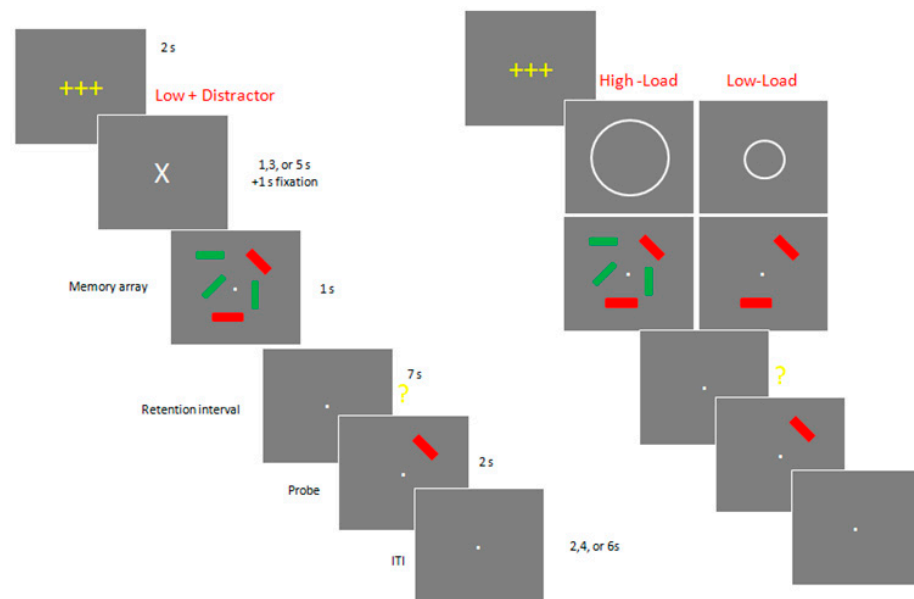 2 s
+++
Low + Distractor
X
1,3, or 5 s
+1 s fixation
Memory array
1 s
7 s
?
Retention interval
2 s
Probe
ITI
2,4, or 6s
+++
High -Load
Low-Load
?